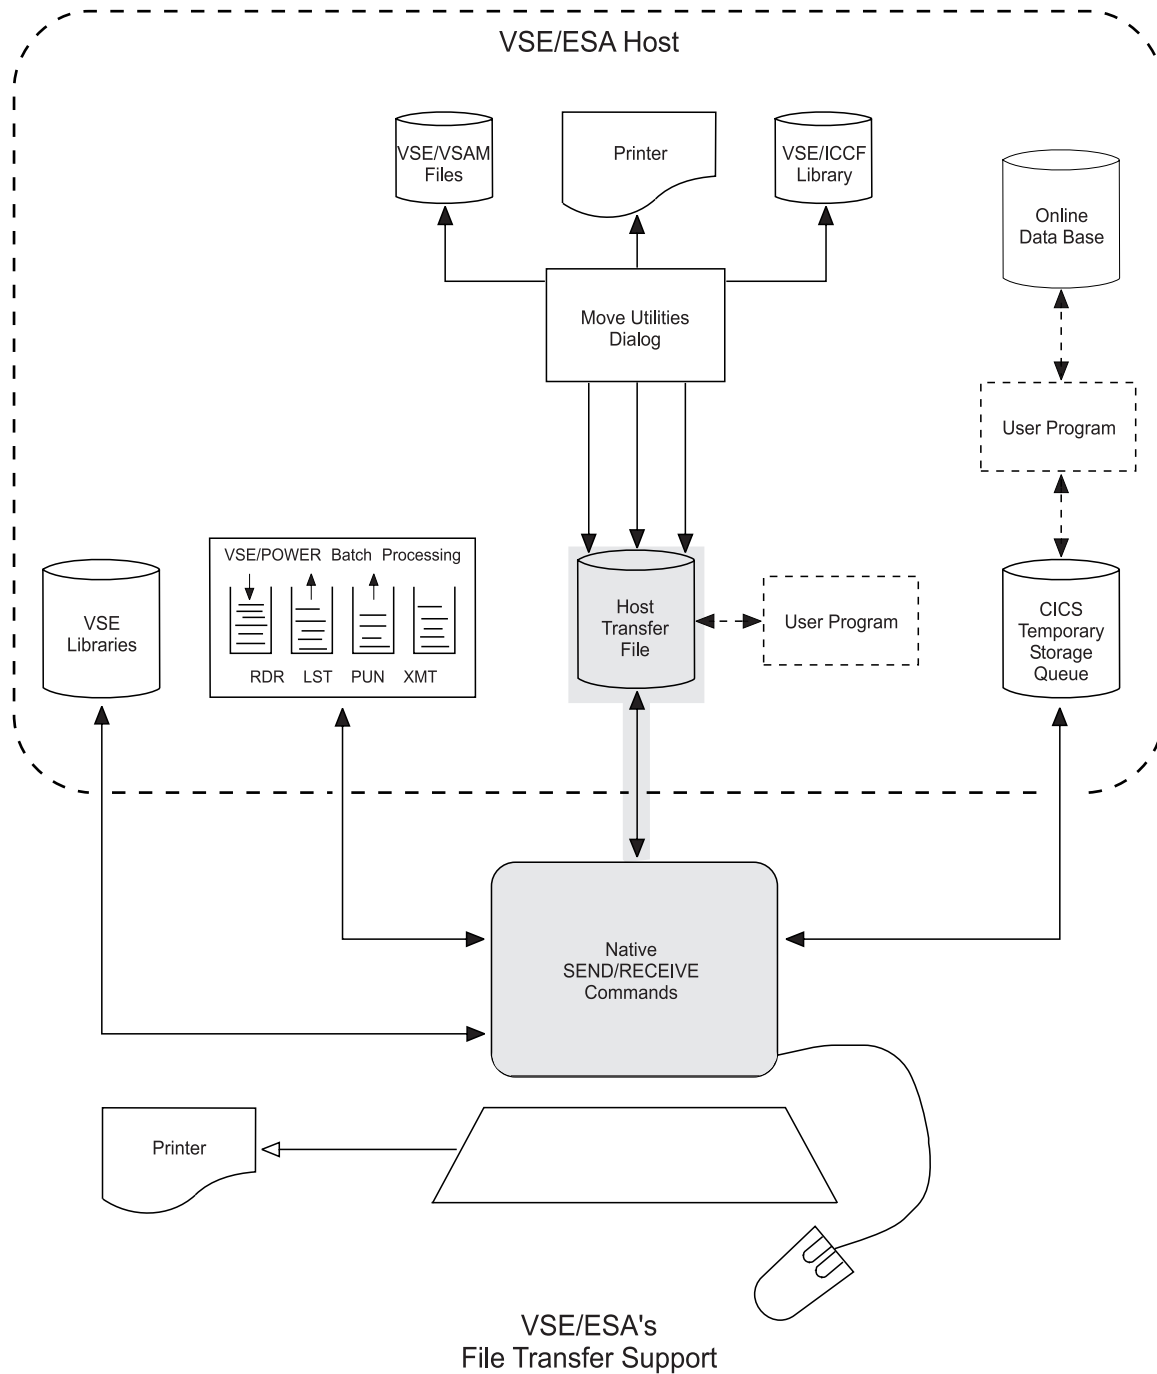 VSE/ESA Host
VSE/VSAM
Files
Printer
VSE/ICCF
Library
Online
Data Base
Move Utilities
Dialog
User Program
VSE
Libraries
VSE/POWER Batch Processing
RDR LST PUN XMT
Host
Transfer
File
User Program
CICS
Temporary
Storage
Queue
Native
SEND/RECEIVE
Commands
Printer
VSE/ESA's
File Transfer Support